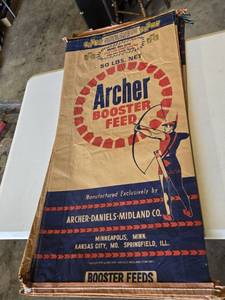 50 LBS. NET
Archer
BOOSTER
FEED
Manufactured Exclusively by
ARCHER-DANIELS-MIDLAND CO.
MINNEAPOLIS, MINN.
KANSAS CITY, MO. SPRINGFIELD, ILL.
BOOSTER FEEDS